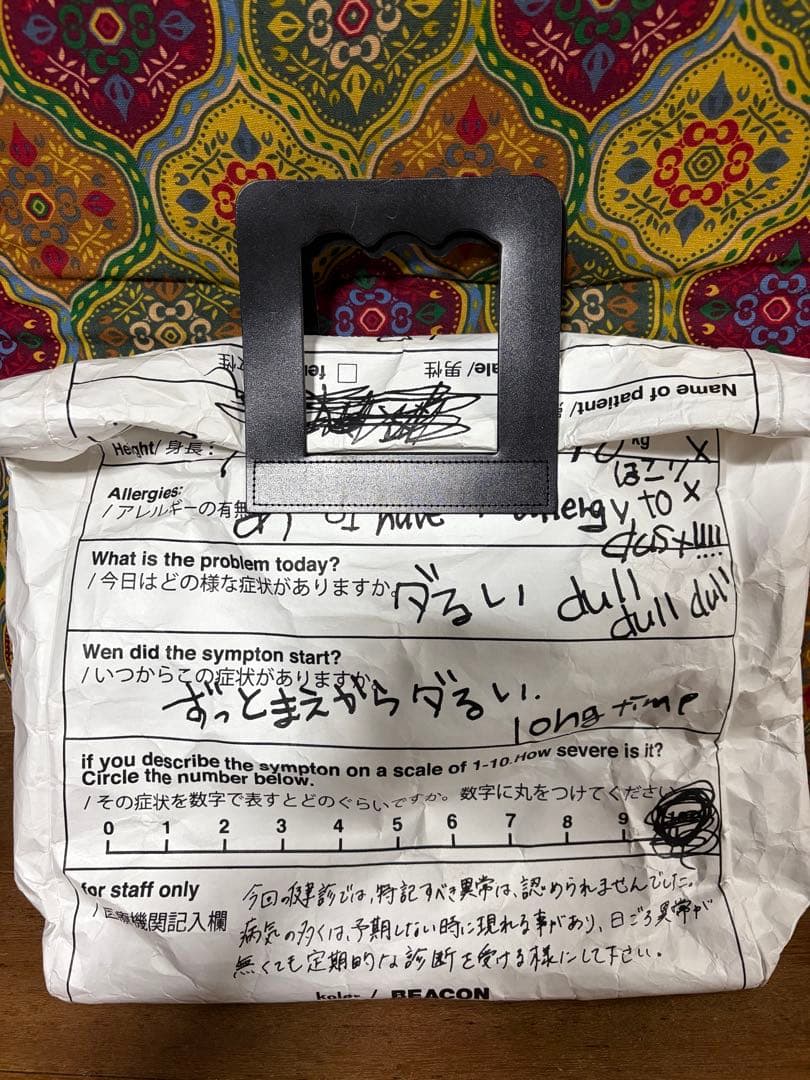 ale/ 男性
□ fe
Name of patient/
Height/ 身長 :
kg
x
Allergies:
/ アレルギーの有無
ほこり
to have allergy to x
dust!!!!
What is the problem today?
/ 今日はどの様な症状がありますか。
ダるい dull
dull dull
Wen did the sympton start?
/ いつからこの症状がありますか。
ずっとまえからダるい.
long time
if you describe the sympton on a scale of 1-10.How severe is it?
Circle the number below.
/ その症状を数字で表すとどのぐらいですか。数字に丸をつけてください
0 1 2 3 4 5 6 7 8 9
for staff only
/ 医療機関記入欄
今回の健診では、特記すべき異常は、認められませんでした。
病気の多くは、予期しない時に現れる事があり、日ごろ異常が
無くても定期的な診断を受ける様にして下さい。
kolor / BEACON